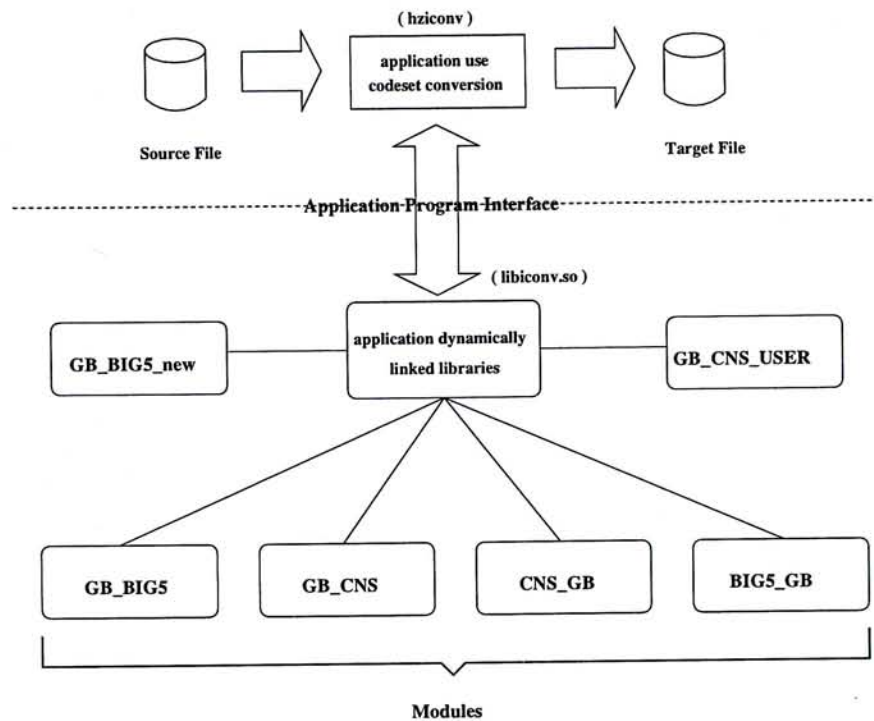 ( hziconv )
application use
codeset conversion
Source File
Target File
Application Program Interface
( libiconv.so )
GB_BIG5_new
application dynamically
linked libraries
GB_CNS_USER
GB_BIG5
GB_CNS
CNS_GB
BIG5_GB
Modules